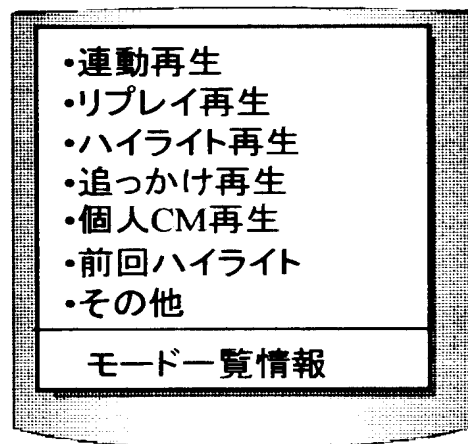 ・連動再生
・リプレイ再生
・ハイライト再生
・追っかけ再生
・個人CM再生
・前回ハイライト
・その他
モード一覧情報